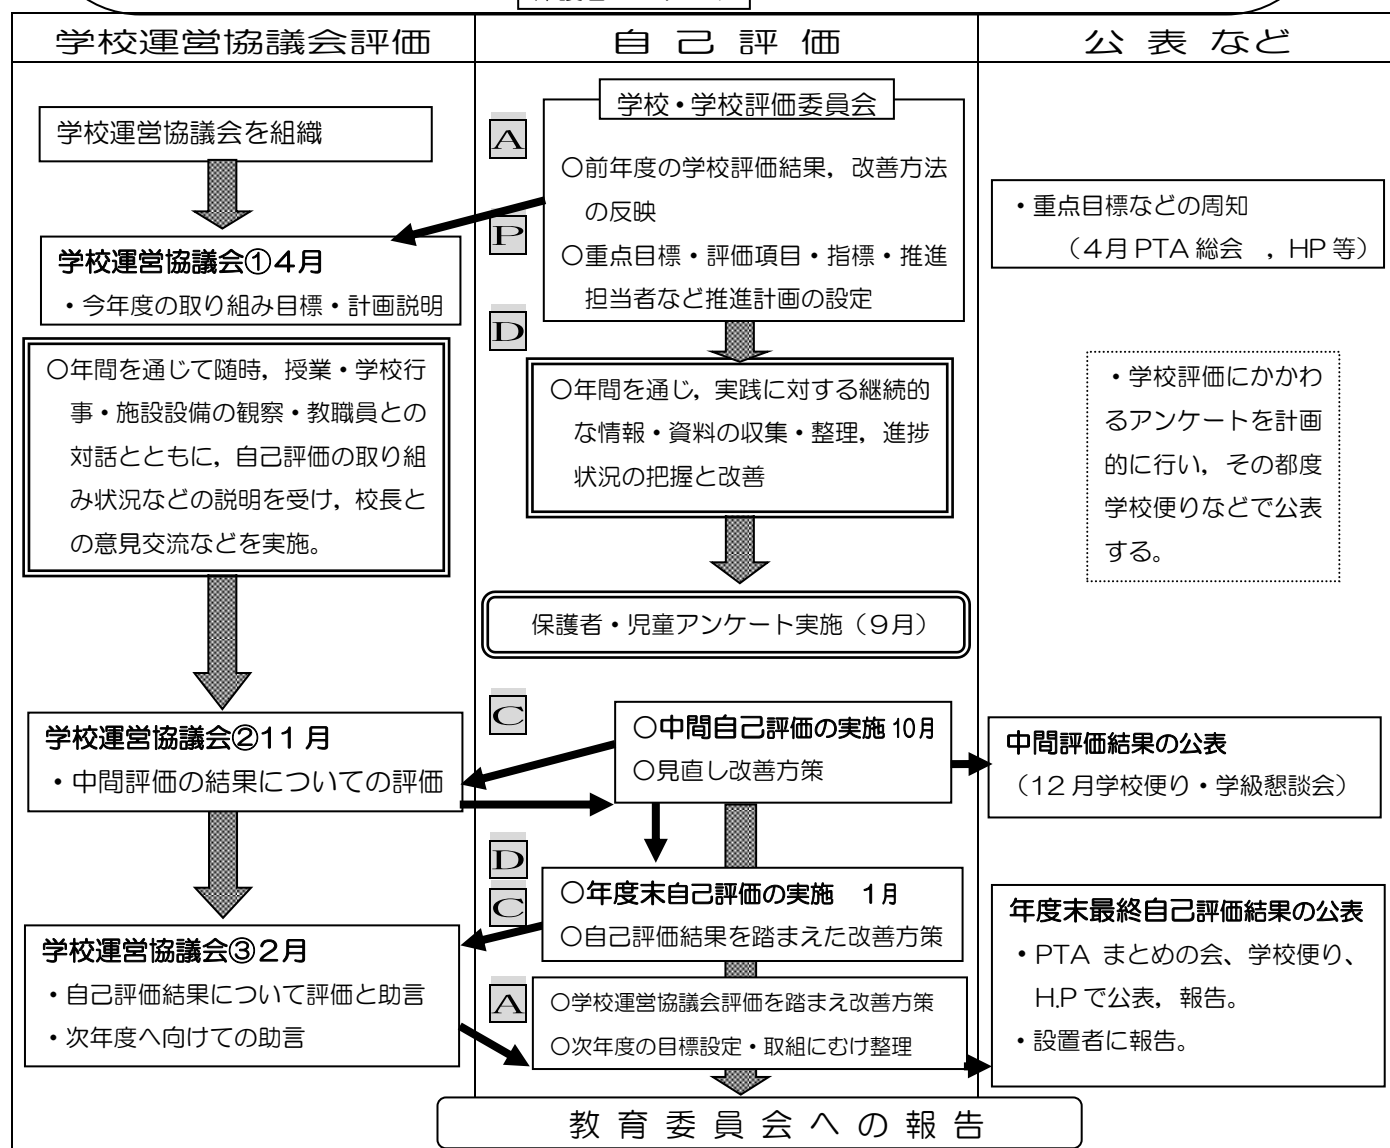 学校運営協議会評価
自 己 評 価
公 表 な ど
学校運営協議会を組織
学校運営協議会①４月
・今年度の取り組み目標・計画説明
○年間を通じて随時，授業・学校行
事・施設設備の観察・教職員との
対話とともに，自己評価の取り組
み状況などの説明を受け，校長と
の意見交流などを実施。
学校運営協議会②11 月
・中間評価の結果についての評価
学校運営協議会③２月
・自己評価結果について評価と助言
・次年度へ向けての助言
A
P
D
C
D
C
A
学校・学校評価委員会
○前年度の学校評価結果，改善方法
の反映
○重点目標・評価項目・指標・推進
担当者など推進計画の設定
○年間を通じ，実践に対する継続的
な情報・資料の収集・整理，進捗
状況の把握と改善
保護者・児童アンケート実施（９月）
○中間自己評価の実施 10 月
○見直し改善方策
○年度末自己評価の実施　１月
○自己評価結果を踏まえた改善方策
○学校運営協議会評価を踏まえ改善方策
○次年度の目標設定・取組にむけ整理
・重点目標などの周知
（４月 PTA 総会　，HP 等）
・学校評価にかかわ
るアンケートを計画
的に行い，その都度
学校便りなどで公表
する。
中間評価結果の公表
（12 月学校便り・学級懇談会）
年度末最終自己評価結果の公表
・PTA まとめの会、学校便り、
H.P で公表，報告。
・設置者に報告。
教 育 委 員 会 へ の 報 告